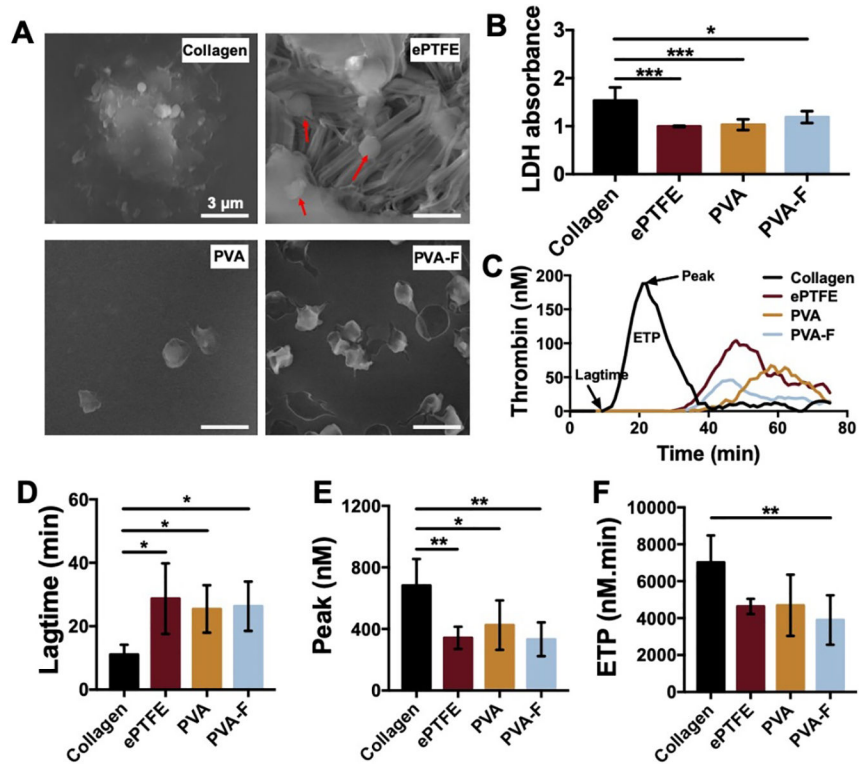 A
Collagen
ePTFE
3 μm
PVA
PVA-F
B
LDH absorbance
3
2
1
0
*
***
***
Collagen
ePTFE
PVA
PVA-F
C
Thrombin (nM)
200
150
100
50
0
Peak
ETP
Lagtime
Collagen
ePTFE
PVA
PVA-F
0 20 40 60 80
Time (min)
D
Lagtime (min)
60
40
20
0
*
*
*
Collagen
ePTFE
PVA
PVA-F
E
Peak (nM)
1200
800
400
0
**
*
**
Collagen
ePTFE
PVA
PVA-F
F
ETP (nM.min)
10000
8000
6000
4000
2000
0
**
Collagen
ePTFE
PVA
PVA-F